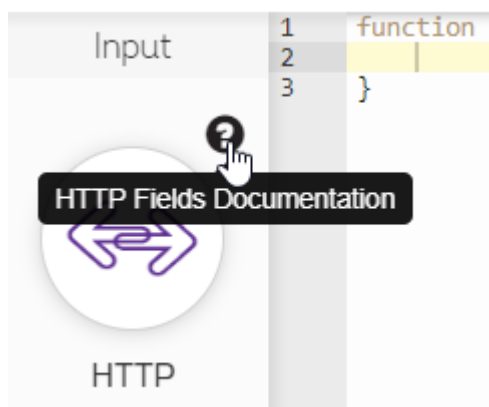 Input
1 function
2
3 }
?
HTTP Fields Documentation
HTTP